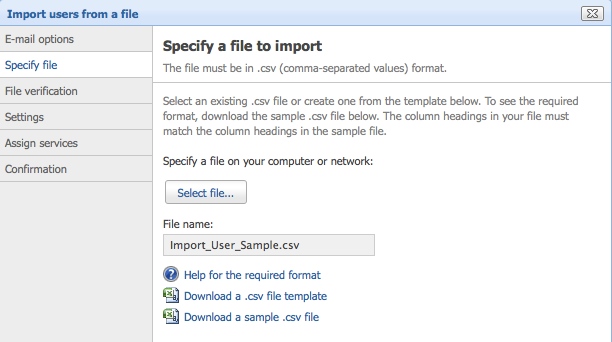 Import users from a file
E-mail options
Specify file
File verification
Settings
Assign services
Confirmation
Specify a file to import
The file must be in .csv (comma-separated values) format.
Select an existing .csv file or create one from the template below. To see the required
format, download the sample .csv file below. The column headings in your file must
match the column headings in the sample file.
Specify a file on your computer or network:
Select file...
File name:
Import_User_Sample.csv
Help for the required format
Download a .csv file template
Download a sample .csv file